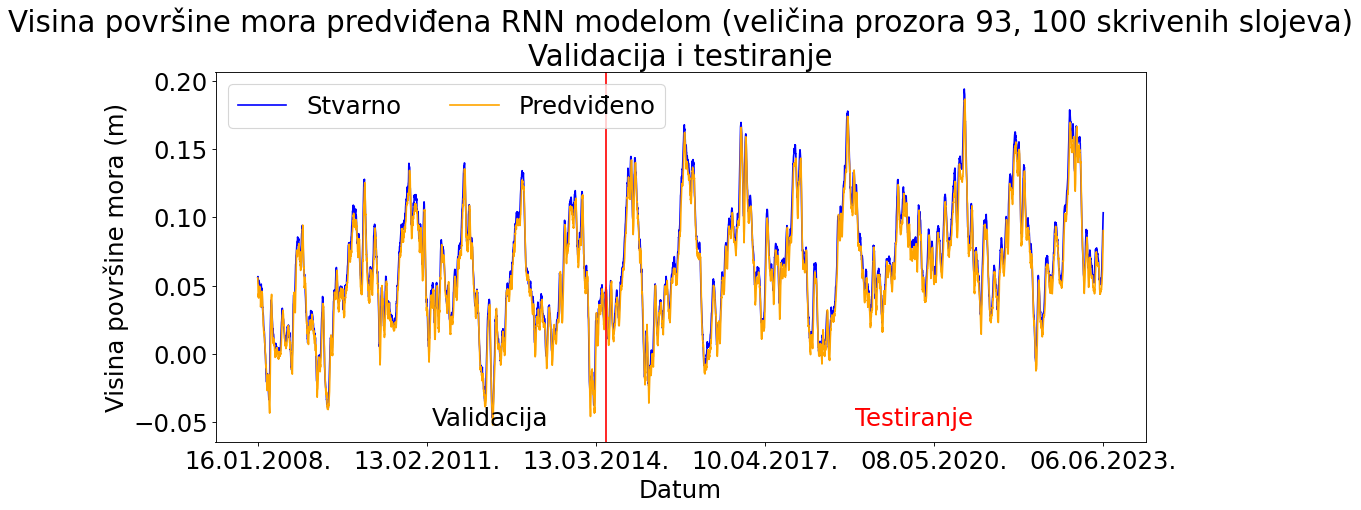 Visina površine mora predviđena RNN modelom (veličina prozora 93, 100 skrivenih slojeva)
Validacija i testiranje
Stvarno
Predviđeno
Visina površine mora (m)
0.20
0.15
0.10
0.05
0.00
−0.05
Validacija
Testiranje
16.01.2008.
13.02.2011.
13.03.2014.
10.04.2017.
08.05.2020.
06.06.2023.
Datum